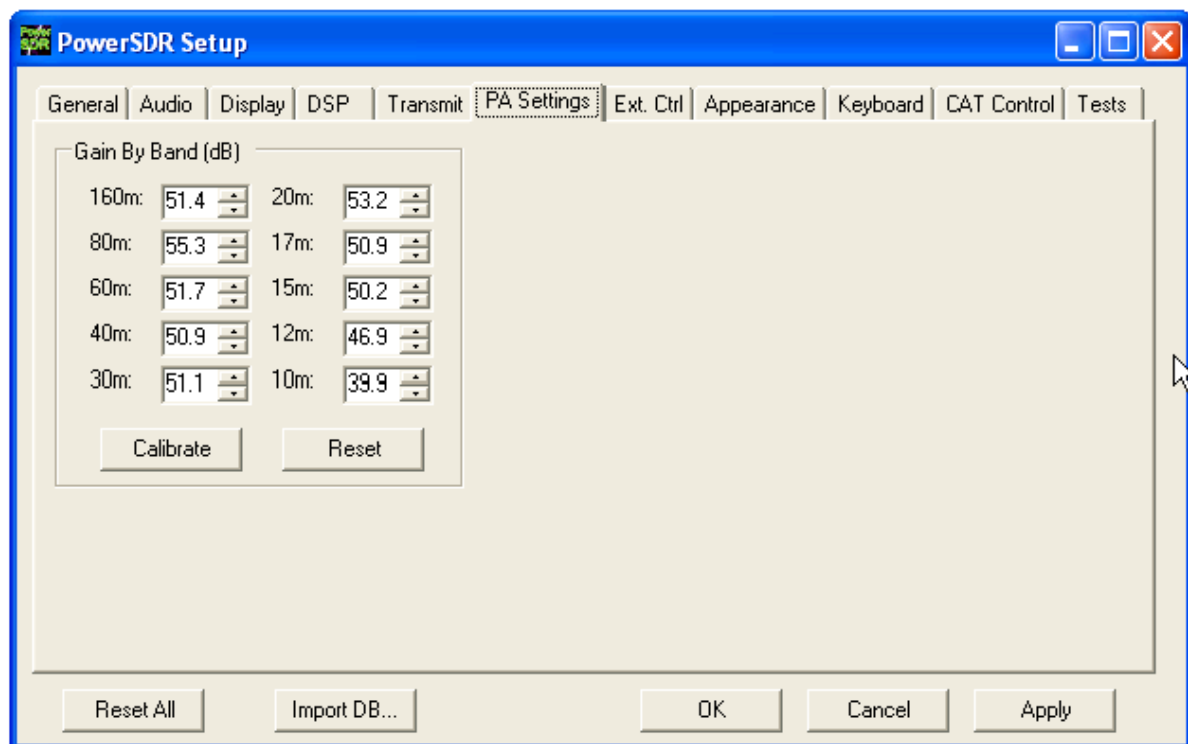 Power SDR PowerSDR Setup
General Audio Display DSP Transmit PA Settings Ext. Ctrl Appearance Keyboard CAT Control Tests
Gain By Band (dB)
160m: 51.4 20m: 53.2
80m: 55.3 17m: 50.9
60m: 51.7 15m: 50.2
40m: 50.9 12m: 46.9
30m: 51.1 10m: 39.9
Calibrate Reset
Reset All Import DB... OK Cancel Apply